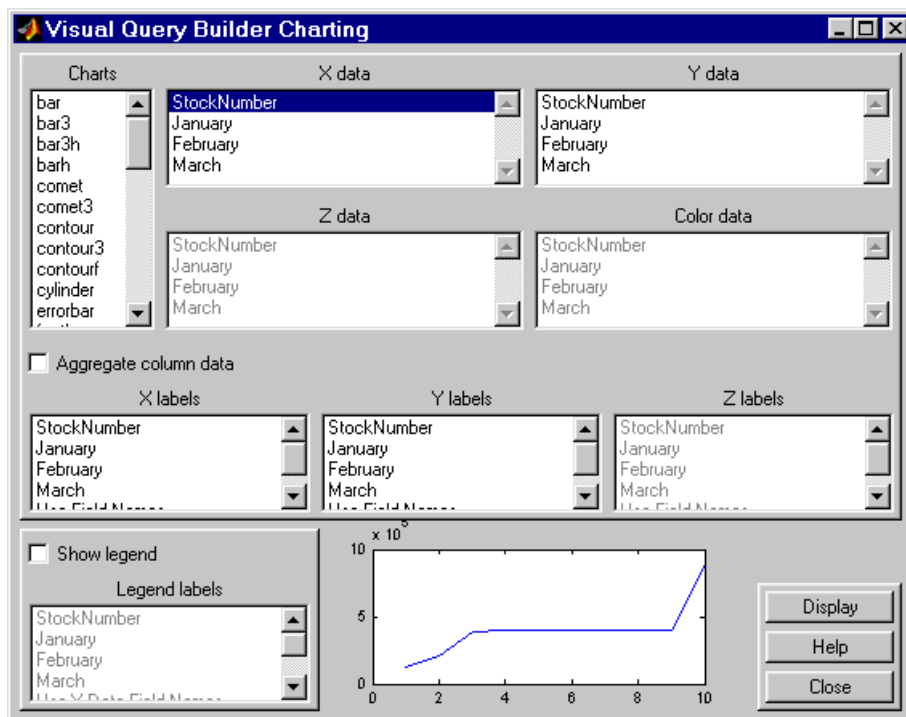 Visual Query Builder Charting
Charts
bar
bar3
bar3h
barh
comet
comet3
contour
contour3
contourf
cylinder
errorbar
X data
StockNumber
January
February
March
Y data
StockNumber
January
February
March
Z data
StockNumber
January
February
March
Color data
StockNumber
January
February
March
Aggregate column data
X labels
StockNumber
January
February
March
Y labels
StockNumber
January
February
March
Z labels
StockNumber
January
February
March
Show legend
Legend labels
StockNumber
January
February
March
x 10^5
10
5
0
0 2 4 6 8 10
Display
Help
Close